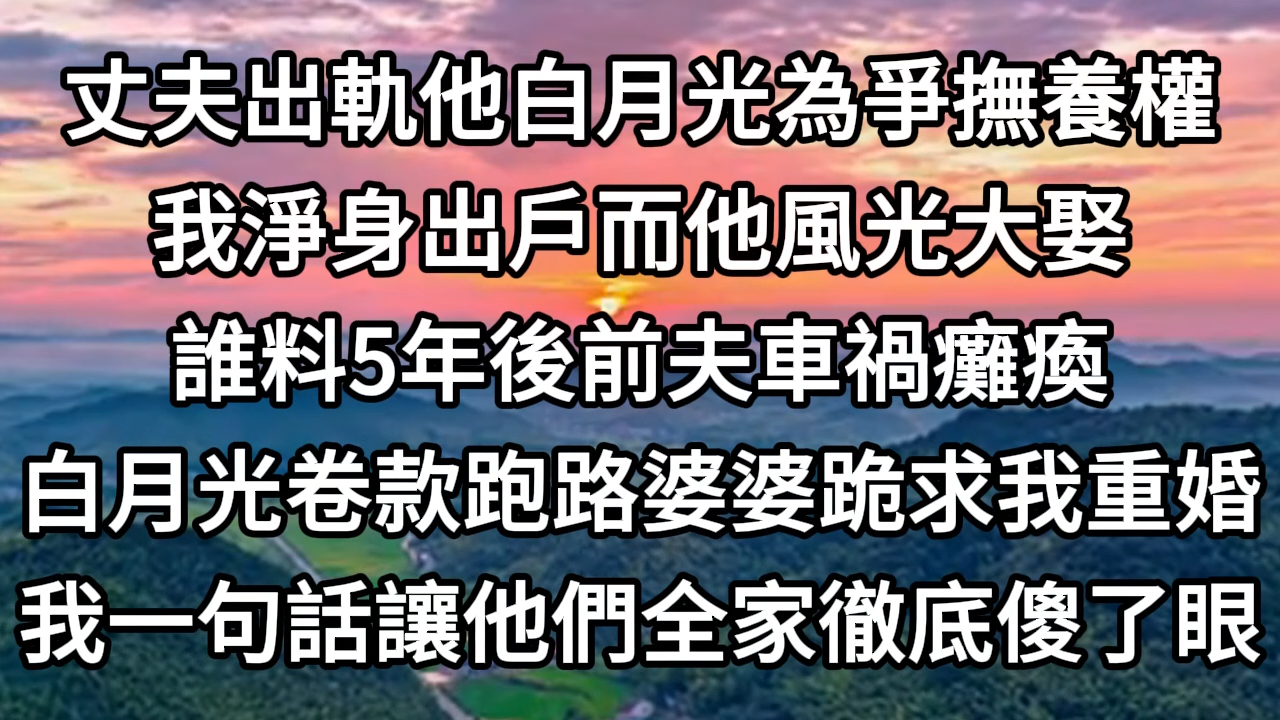 丈夫出軌他白月光為爭撫養權
我淨身出戶而他風光大娶
誰料5年後前夫車禍癱瘓
白月光卷款跑路婆婆跪求我重婚
我一句話讓他們全家徹底傻了眼